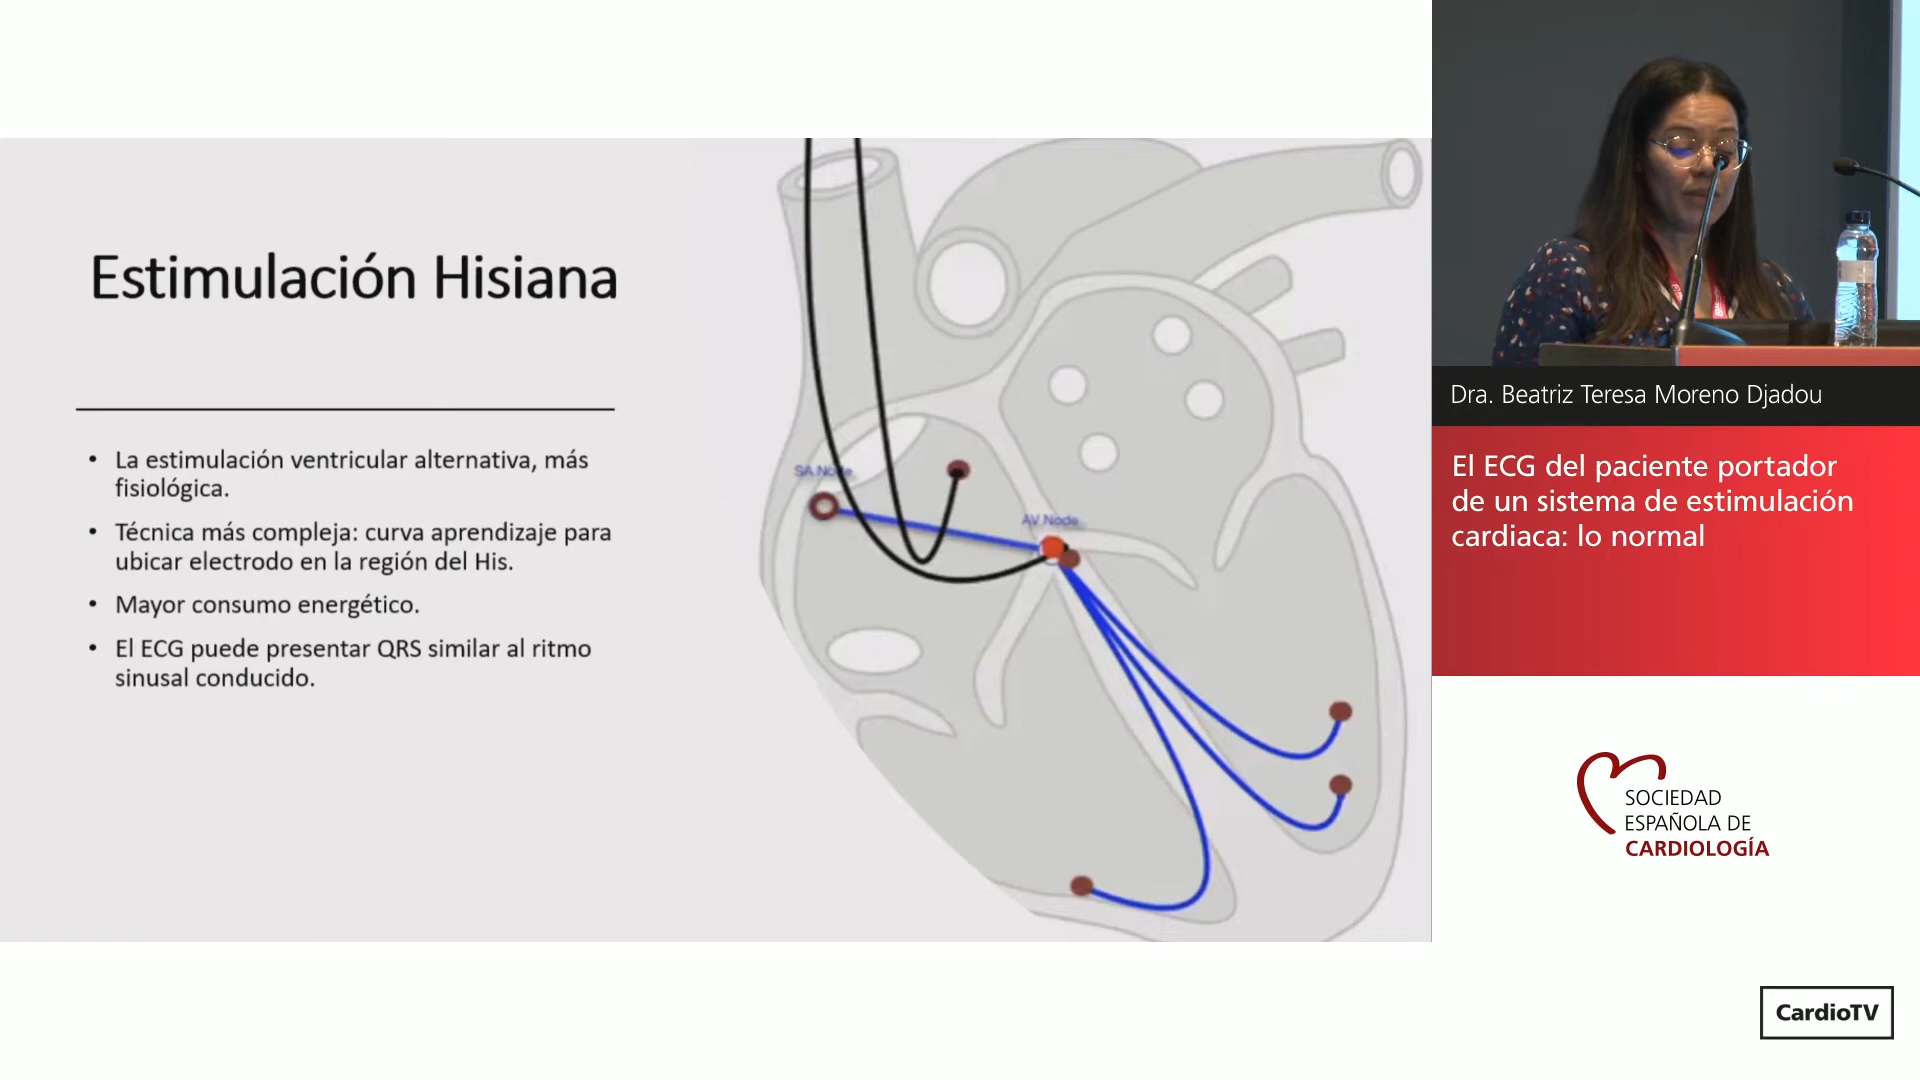 Estimulación Hisiana
• La estimulación ventricular alternativa, más
fisiológica.
• Técnica más compleja: curva aprendizaje para
ubicar electrodo en la región del His.
• Mayor consumo energético.
• El ECG puede presentar QRS similar al ritmo
sinusal conducido.
SA Node
AV Node
Dra. Beatriz Teresa Moreno Djadou
El ECG del paciente portador
de un sistema de estimulación
cardiaca: lo normal
SOCIEDAD
ESPAÑOLA DE
CARDIOLOGÍA
CardioTV